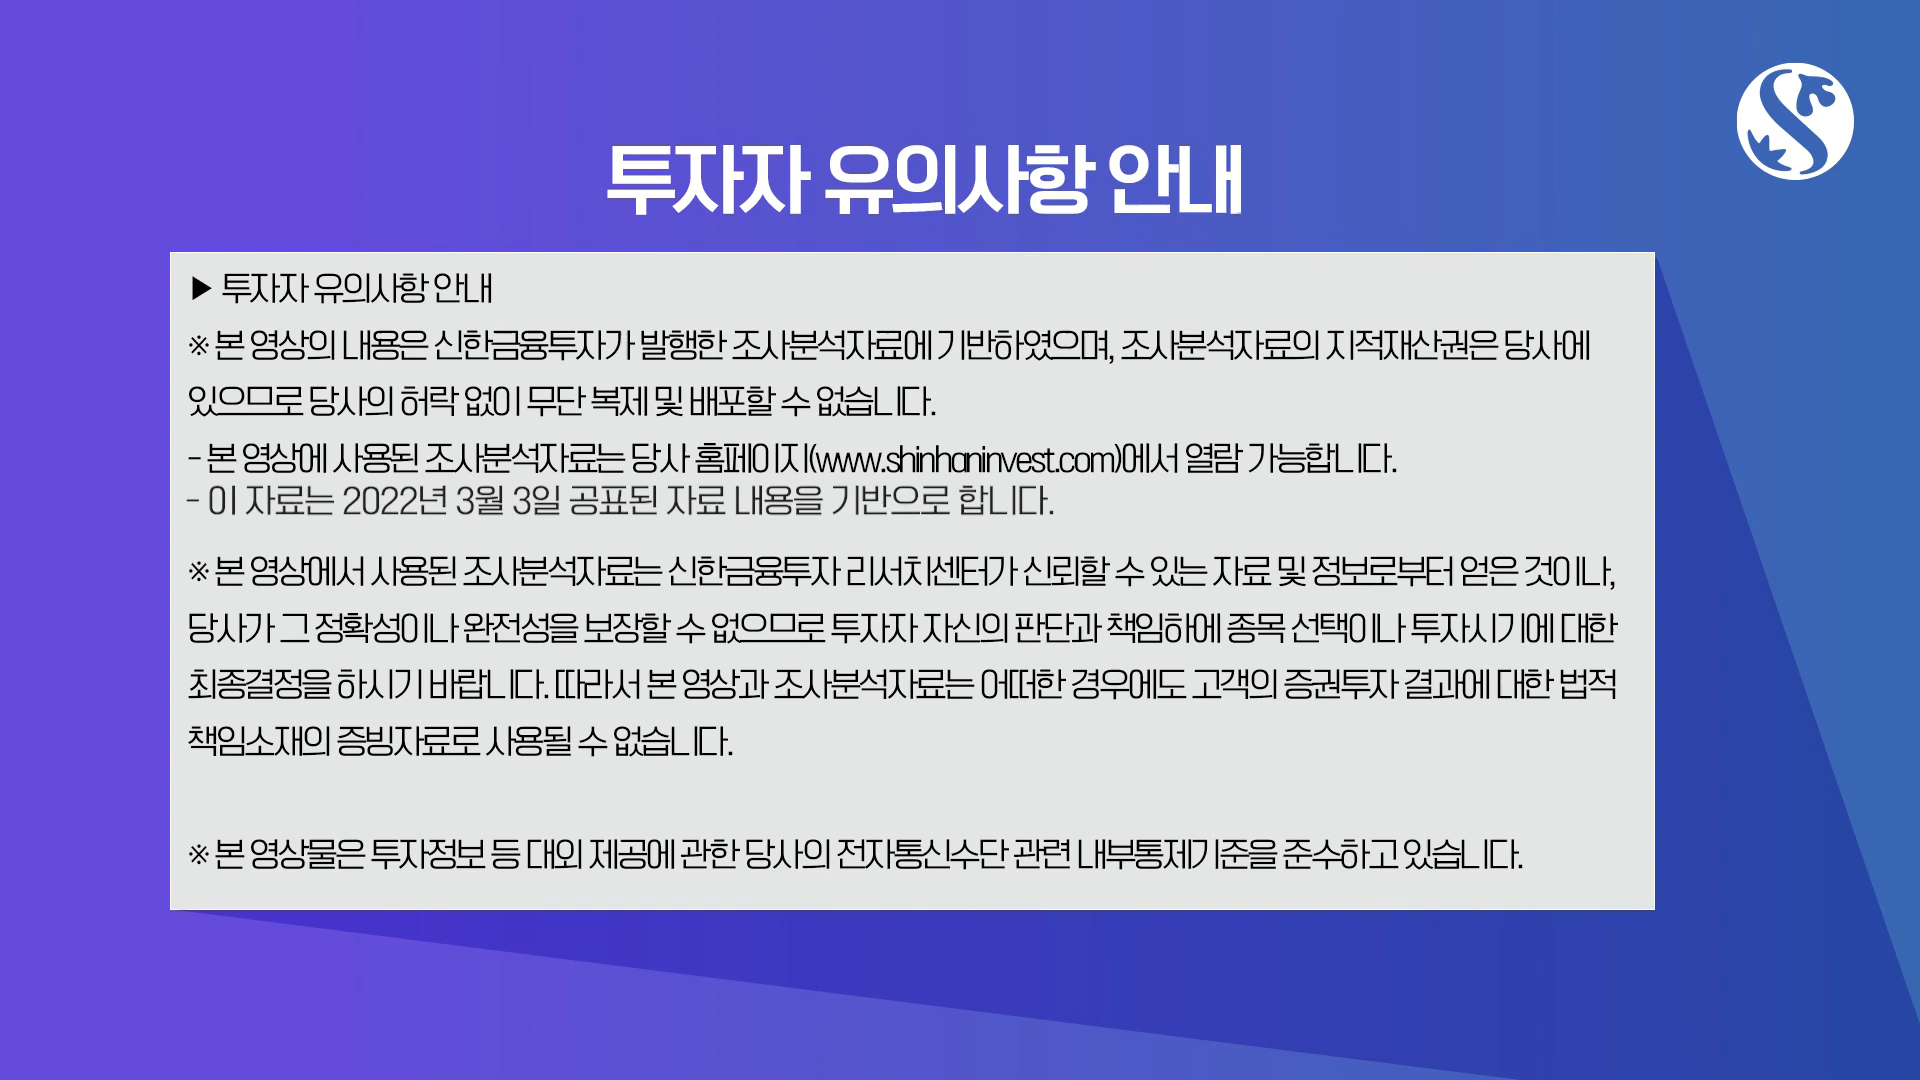 투자자 유의사항 안내
▶ 투자자 유의사항 안내
※ 본 영상의 내용은 신한금융투자가 발행한 조사분석자료에 기반하였으며, 조사분석자료의 지적재산권은 당사에
있으므로 당사의 허락 없이 무단 복제 및 배포할 수 없습니다.
- 본 영상에 사용된 조사분석자료는 당사 홈페이지(www.shinhaninvest.com)에서 열람 가능합니다.
- 이 자료는 2022년 3월 3일 공표된 자료 내용을 기반으로 합니다.
※ 본 영상에서 사용된 조사분석자료는 신한금융투자 리서치센터가 신뢰할 수 있는 자료 및 정보로부터 얻은 것이나,
당사가 그 정확성이나 완전성을 보장할 수 없으므로 투자자 자신의 판단과 책임하에 종목 선택이나 투자시기에 대한
최종결정을 하시기 바랍니다. 따라서 본 영상과 조사분석자료는 어떠한 경우에도 고객의 증권투자 결과에 대한 법적
책임소재의 증빙자료로 사용될 수 없습니다.
※ 본 영상물은 투자정보 등 대외 제공에 관한 당사의 전자통신수단 관련 내부통제기준을 준수하고 있습니다.